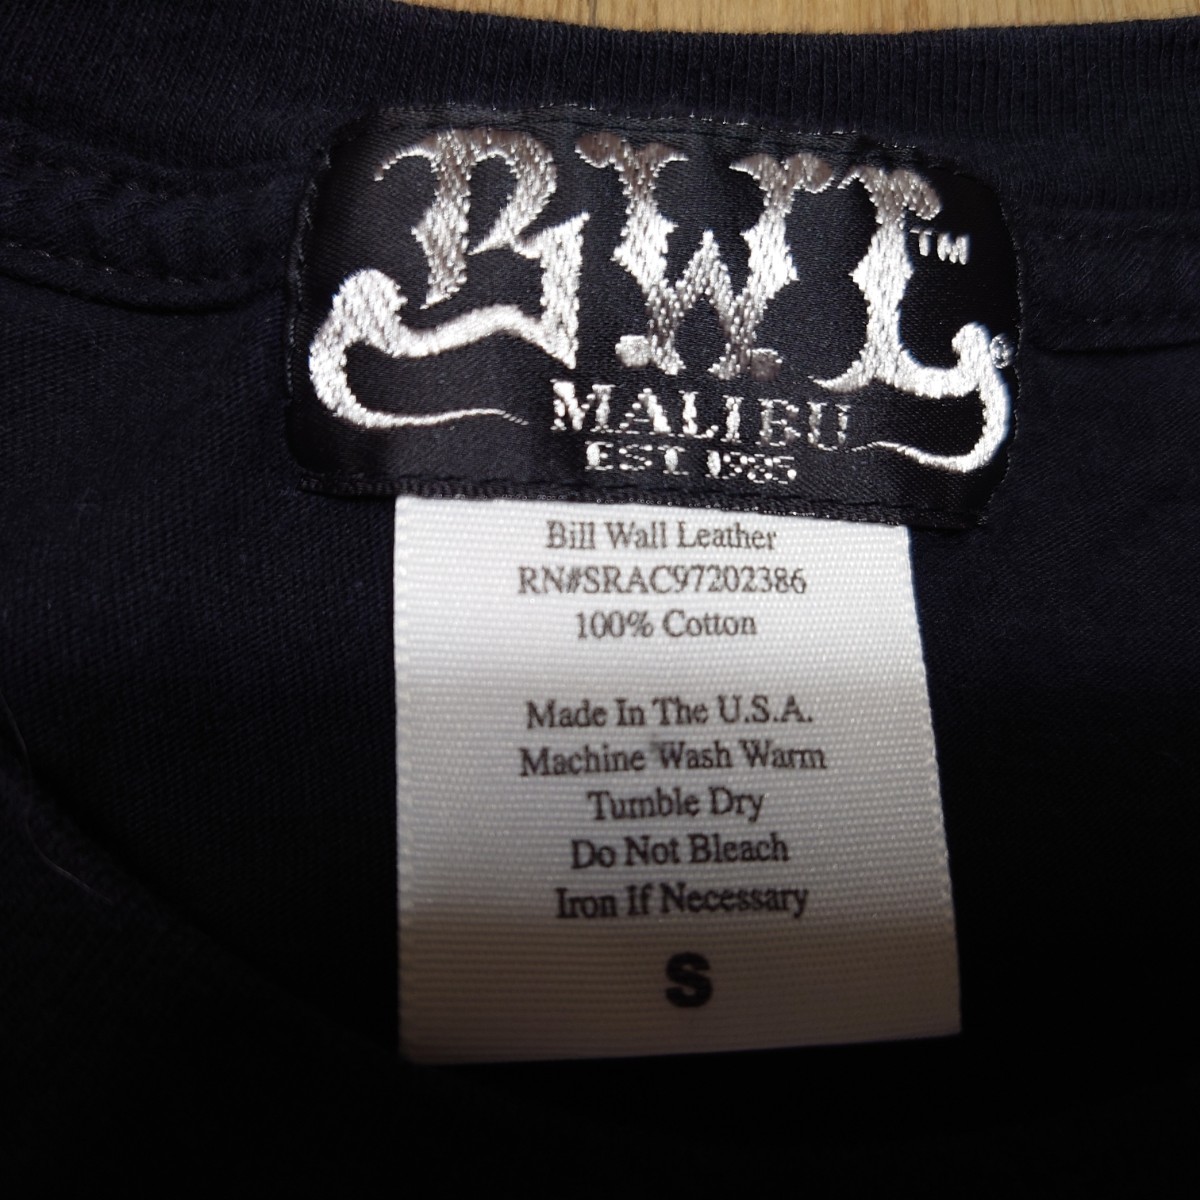 B.W.L™
®
MALIBU
EST. 1985
Bill Wall Leather
RN#SRAC97202386
100% Cotton
Made In The U.S.A.
Machine Wash Warm
Tumble Dry
Do Not Bleach
Iron If Necessary
S